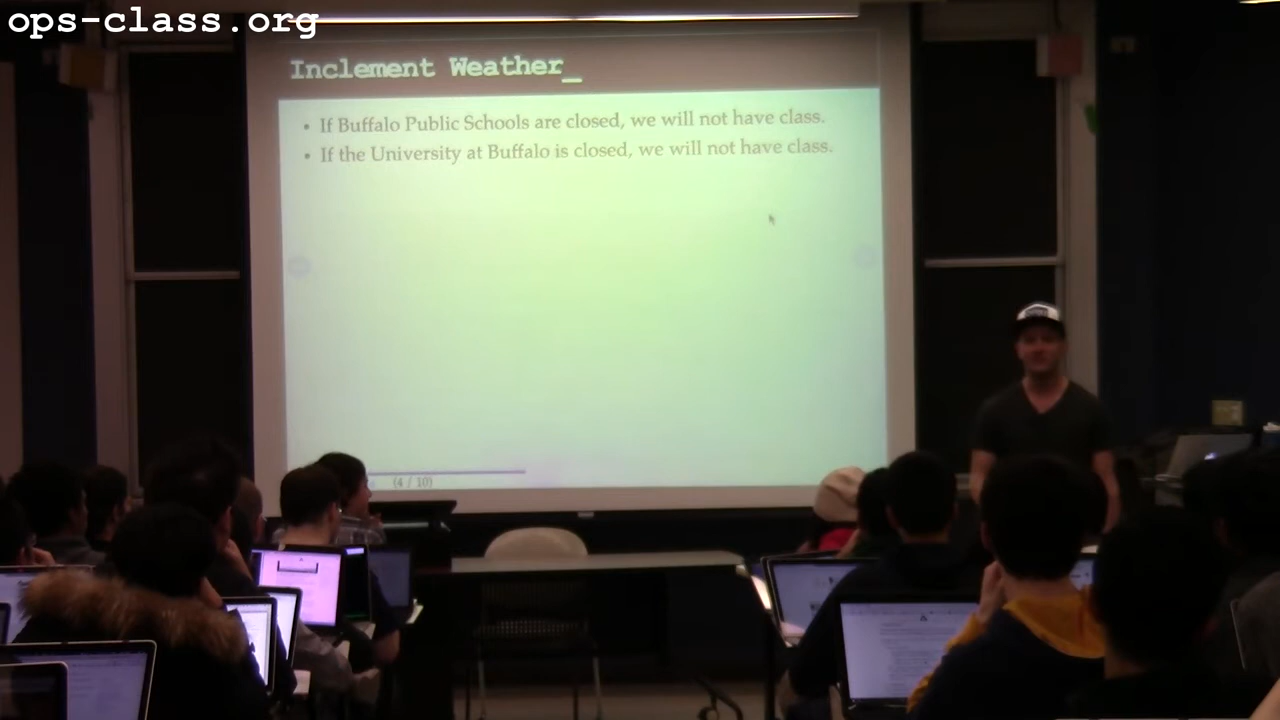 ops-class.org
Inclement Weather_
• If Buffalo Public Schools are closed, we will not have class.
• If the University at Buffalo is closed, we will not have class.
(4 / 10)